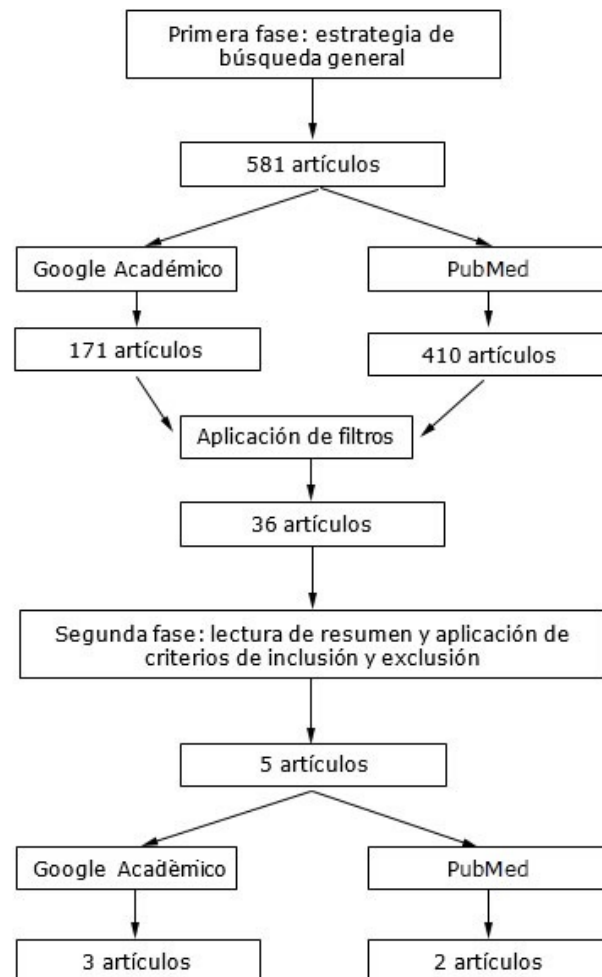 Primera fase: estrategia de
búsqueda general
581 artículos
Google Académico
PubMed
171 artículos
410 artículos
Aplicación de filtros
36 artículos
Segunda fase: lectura de resumen y aplicación de
criterios de inclusión y exclusión
5 artículos
Google Acadèmico
PubMed
3 artículos
2 artículos